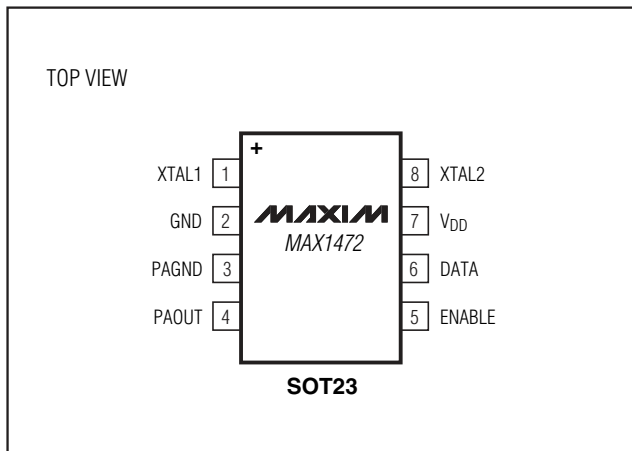 TOP VIEW
+
XTAL1 1
8 XTAL2
GND 2
MAXIM
7 VDD
MAX1472
PAGND 3
6 DATA
PAOUT 4
5 ENABLE
SOT23